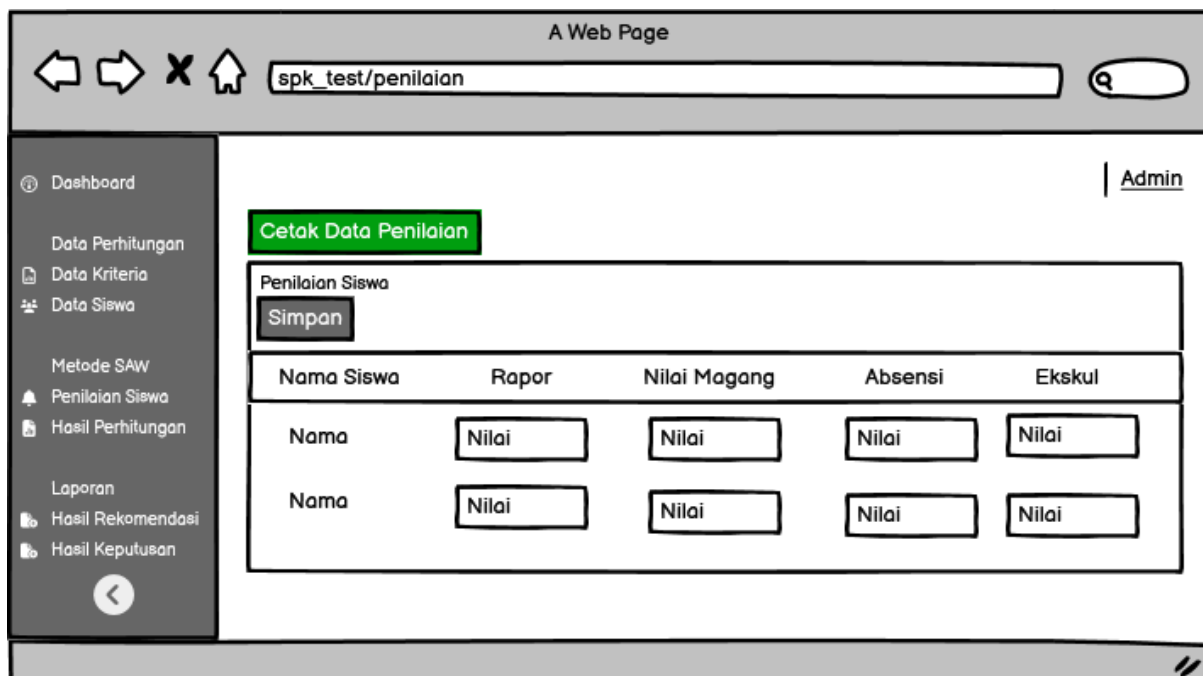 A Web Page
spk_test/penilaian
Dashboard
Data Perhitungan
Data Kriteria
Data Siswa
Metode SAW
Penilaian Siswa
Hasil Perhitungan
Laporan
Hasil Rekomendasi
Hasil Keputusan
Admin
Cetak Data Penilaian
Penilaian Siswa
Simpan
Nama Siswa Rapor Nilai Magang Absensi Ekskul
Nama Nilai Nilai Nilai Nilai
Nama Nilai Nilai Nilai Nilai